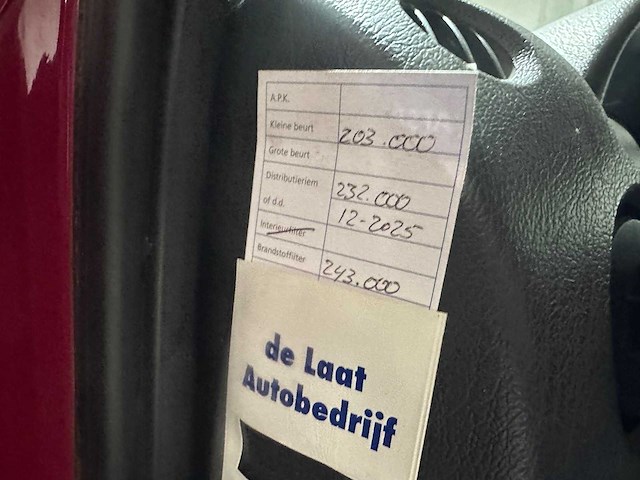 A.P.K.
Kleine beurt 203.000
Grote beurt
Distributieriem 232.000
of d.d. 12-2025
Interieurfilter
Brandstoffilter 243.000
de Laat
Autobedrijf